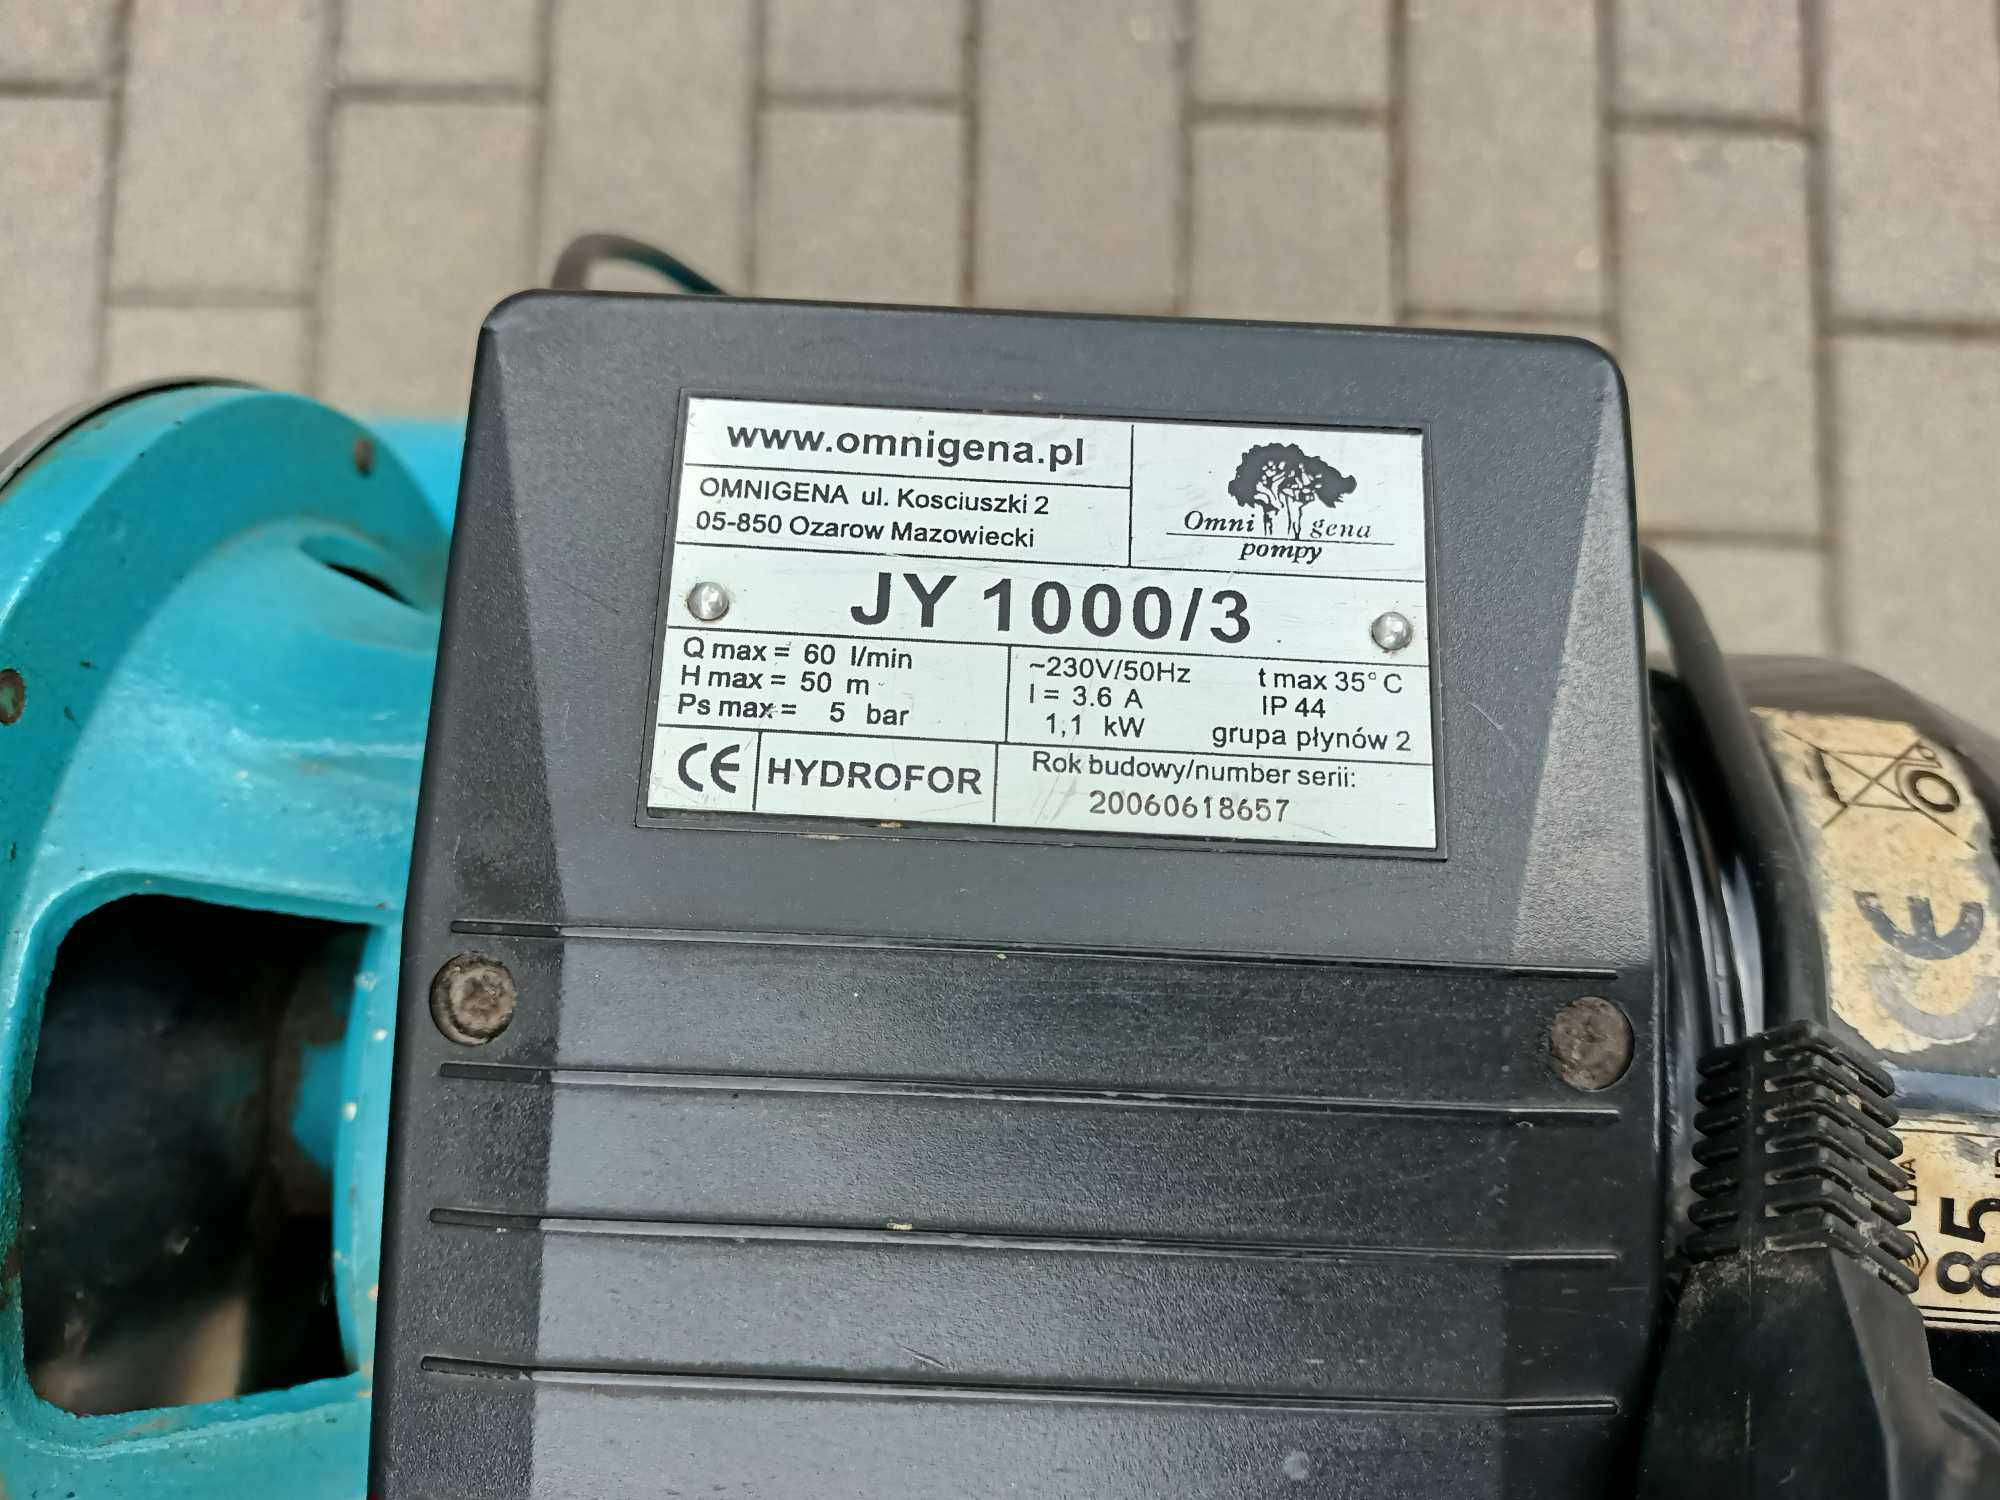 www.omnigena.pl
OMNIGENA ul. Kosciuszki 2
05-850 Ozarow Mazowiecki
Omni gena
pompy
JY 1000/3
Q max = 60 l/min
H max = 50 m
Ps max = 5 bar
~230V/50Hz t max 35° C
I = 3.6 A IP 44
1,1 kW grupa płynów 2
CE HYDROFOR
Rok budowy/number serii:
20060618657
CE
85